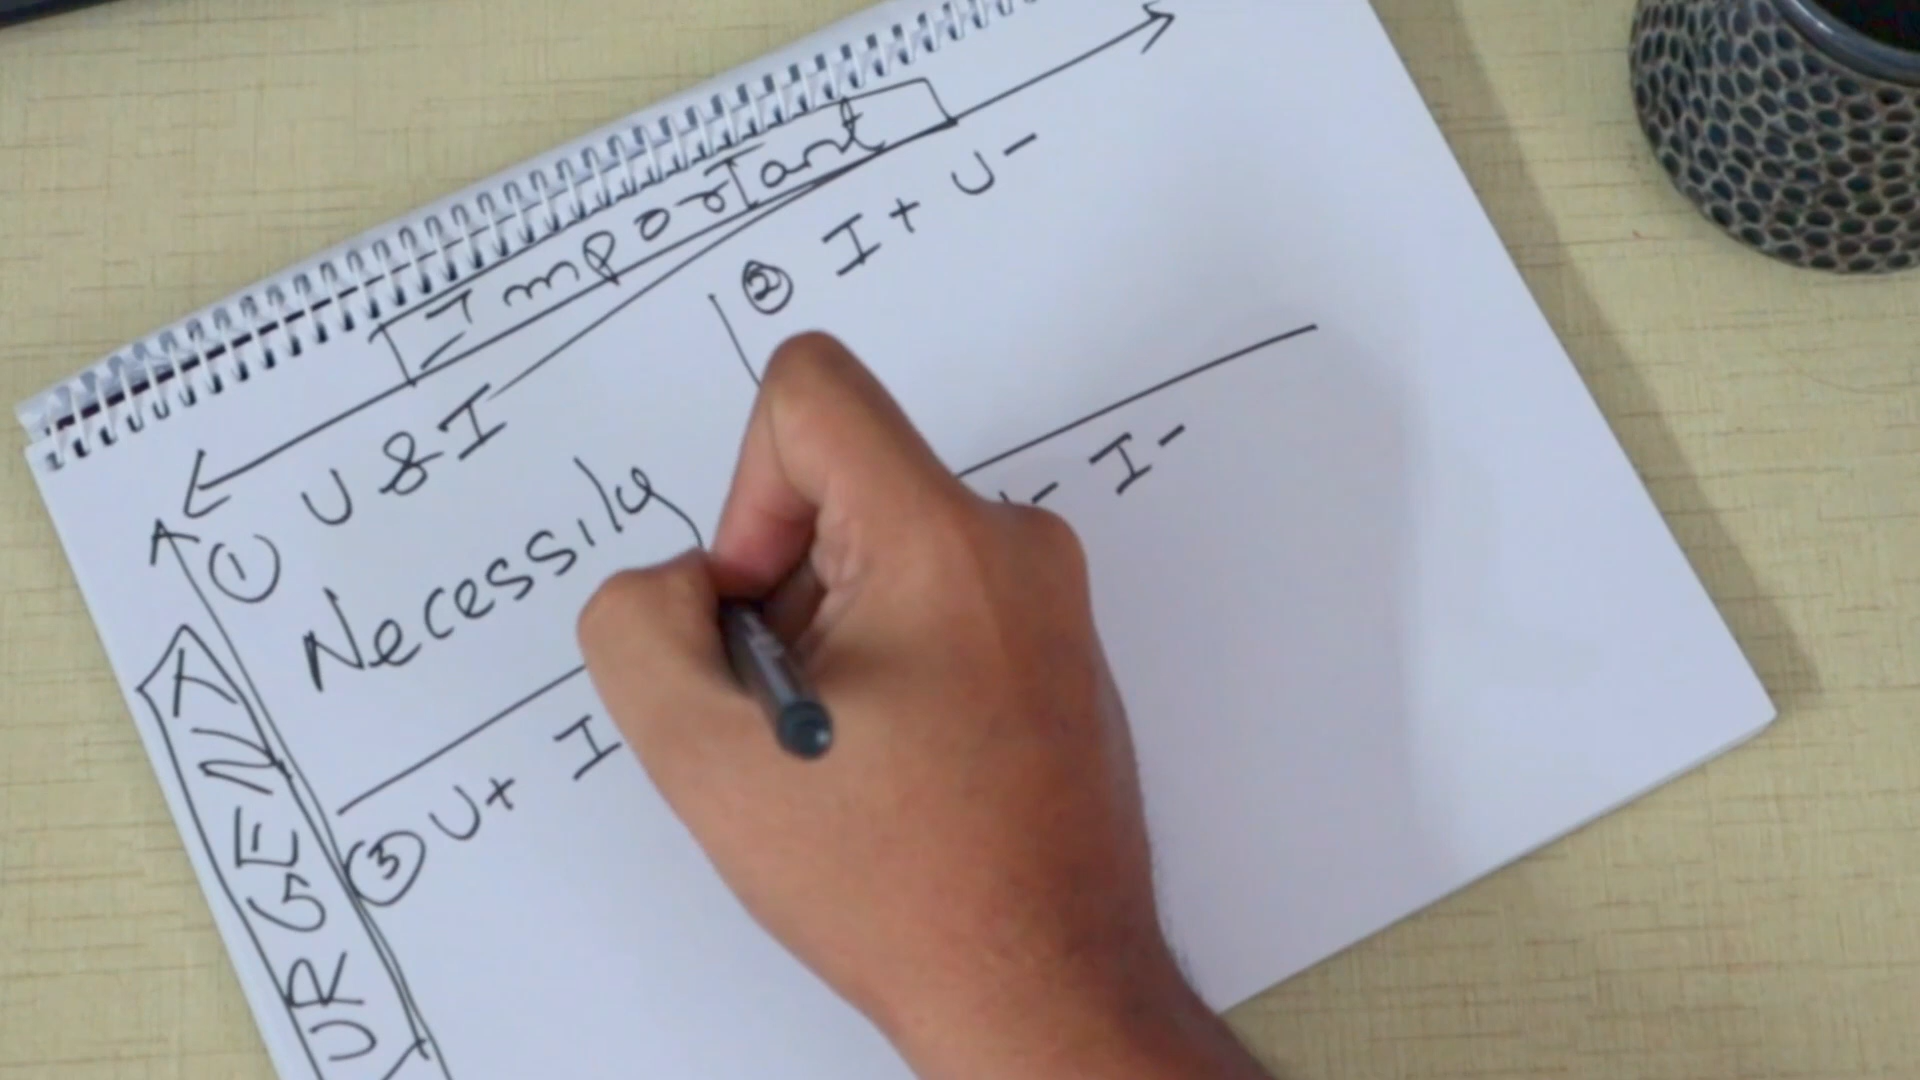 Important
① U & I
② I+ U-
Necessily
③ U+ I
- I-
URGENT